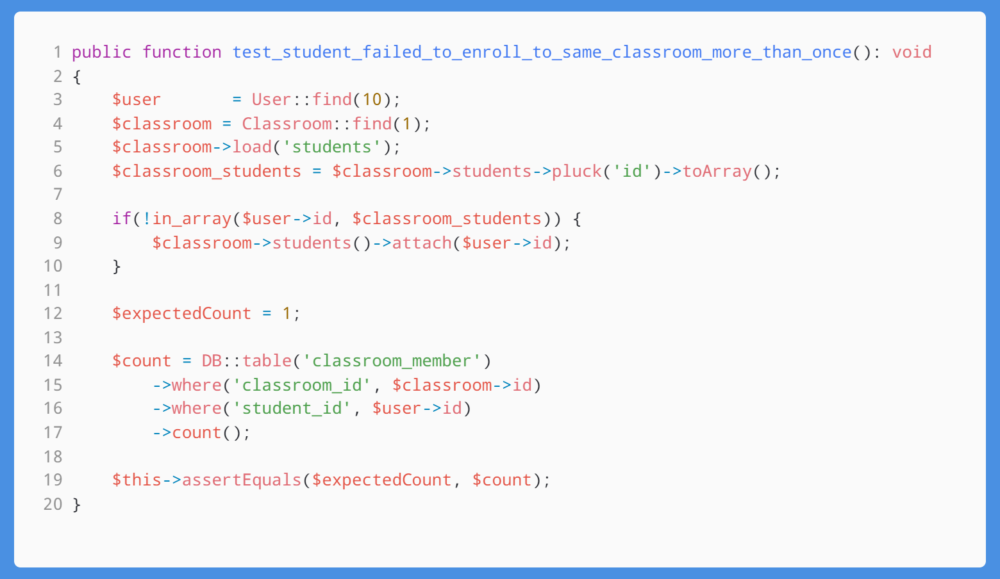 1 public function test_student_failed_to_enroll_to_same_classroom_more_than_once(): void
2 {
3     $user       = User::find(10);
4     $classroom = Classroom::find(1);
5     $classroom->load('students');
6     $classroom_students = $classroom->students->pluck('id')->toArray();
7
8     if(!in_array($user->id, $classroom_students)) {
9         $classroom->students()->attach($user->id);
10     }
11
12     $expectedCount = 1;
13
14     $count = DB::table('classroom_member')
15         ->where('classroom_id', $classroom->id)
16         ->where('student_id', $user->id)
17         ->count();
18
19     $this->assertEquals($expectedCount, $count);
20 }